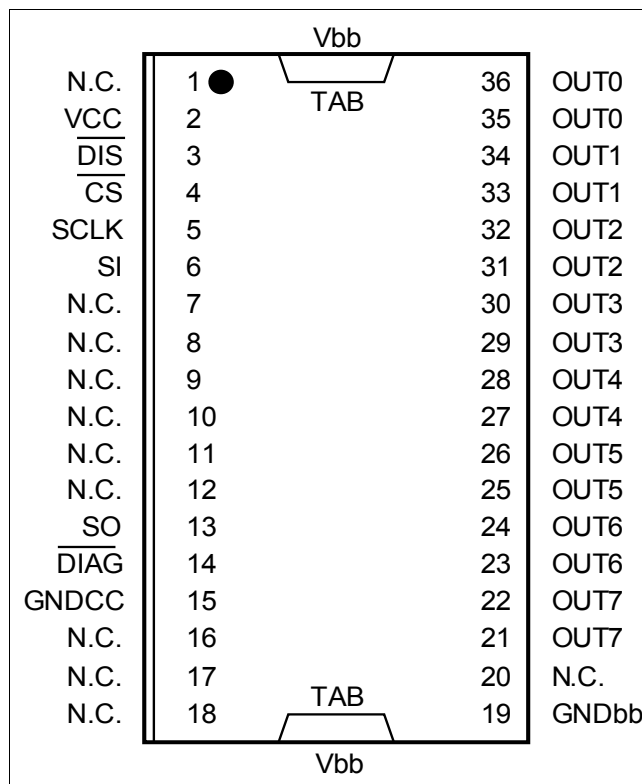 Vbb
TAB
N.C. 1 36 OUT0
VCC 2 35 OUT0
D̅I̅S̅ 3 34 OUT1
C̅S̅ 4 33 OUT1
SCLK 5 32 OUT2
SI 6 31 OUT2
N.C. 7 30 OUT3
N.C. 8 29 OUT3
N.C. 9 28 OUT4
N.C. 10 27 OUT4
N.C. 11 26 OUT5
N.C. 12 25 OUT5
SO 13 24 OUT6
D̅I̅A̅G̅ 14 23 OUT6
GNDCC 15 22 OUT7
N.C. 16 21 OUT7
N.C. 17 20 N.C.
N.C. 18 19 GNDbb
TAB
Vbb